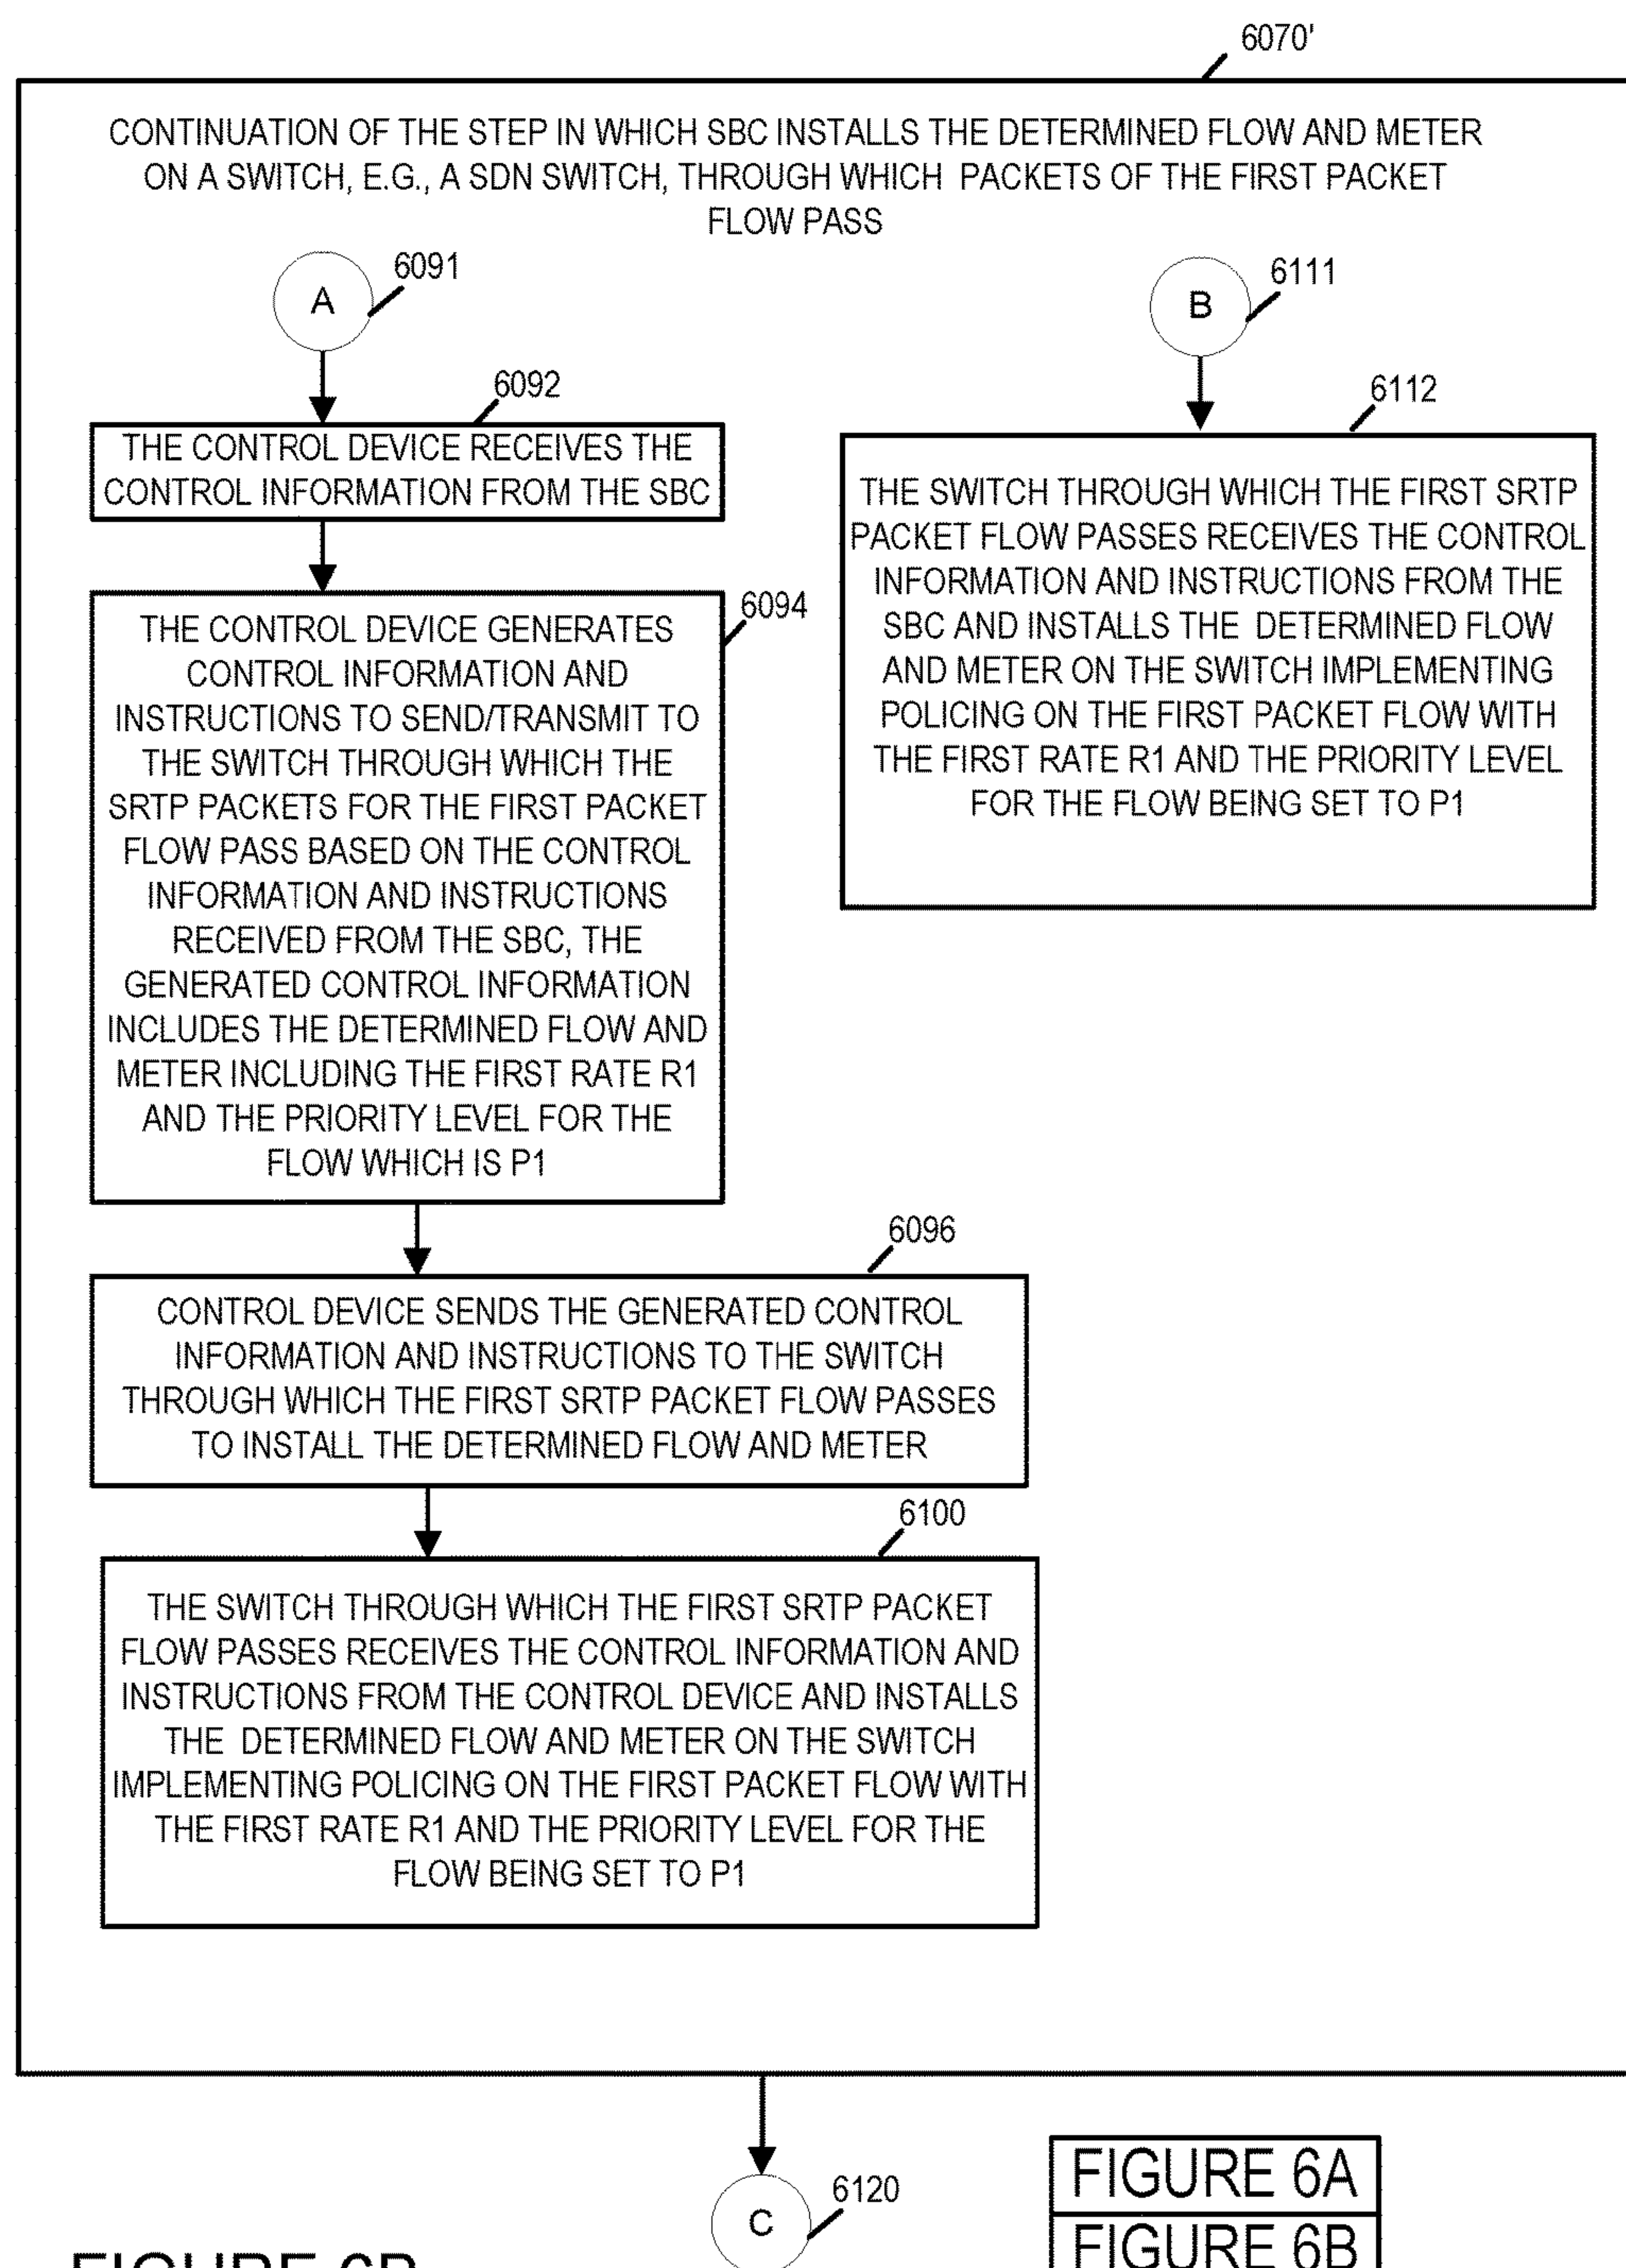 6070'
CONTINUATION OF THE STEP IN WHICH SBC INSTALLS THE DETERMINED FLOW AND METER
ON A SWITCH, E.G., A SDN SWITCH, THROUGH WHICH PACKETS OF THE FIRST PACKET
FLOW PASS
A
6091
6092
THE CONTROL DEVICE RECEIVES THE
CONTROL INFORMATION FROM THE SBC
6094
THE CONTROL DEVICE GENERATES
CONTROL INFORMATION AND
INSTRUCTIONS TO SEND/TRANSMIT TO
THE SWITCH THROUGH WHICH THE
SRTP PACKETS FOR THE FIRST PACKET
FLOW PASS BASED ON THE CONTROL
INFORMATION AND INSTRUCTIONS
RECEIVED FROM THE SBC, THE
GENERATED CONTROL INFORMATION
INCLUDES THE DETERMINED FLOW AND
METER INCLUDING THE FIRST RATE R1
AND THE PRIORITY LEVEL FOR THE
FLOW WHICH IS P1
6096
CONTROL DEVICE SENDS THE GENERATED CONTROL
INFORMATION AND INSTRUCTIONS TO THE SWITCH
THROUGH WHICH THE FIRST SRTP PACKET FLOW PASSES
TO INSTALL THE DETERMINED FLOW AND METER
6100
THE SWITCH THROUGH WHICH THE FIRST SRTP PACKET
FLOW PASSES RECEIVES THE CONTROL INFORMATION AND
INSTRUCTIONS FROM THE CONTROL DEVICE AND INSTALLS
THE DETERMINED FLOW AND METER ON THE SWITCH
IMPLEMENTING POLICING ON THE FIRST PACKET FLOW WITH
THE FIRST RATE R1 AND THE PRIORITY LEVEL FOR THE
FLOW BEING SET TO P1
B
6111
6112
THE SWITCH THROUGH WHICH THE FIRST SRTP
PACKET FLOW PASSES RECEIVES THE CONTROL
INFORMATION AND INSTRUCTIONS FROM THE
SBC AND INSTALLS THE DETERMINED FLOW
AND METER ON THE SWITCH IMPLEMENTING
POLICING ON THE FIRST PACKET FLOW WITH
THE FIRST RATE R1 AND THE PRIORITY LEVEL
FOR THE FLOW BEING SET TO P1
C
6120
FIGURE 6A
FIGURE 6B
FIGURE 6B